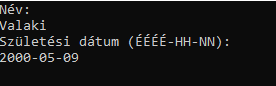 Név:
Valaki
Születési dátum (ÉÉÉÉ-HH-NN):
2000-05-09